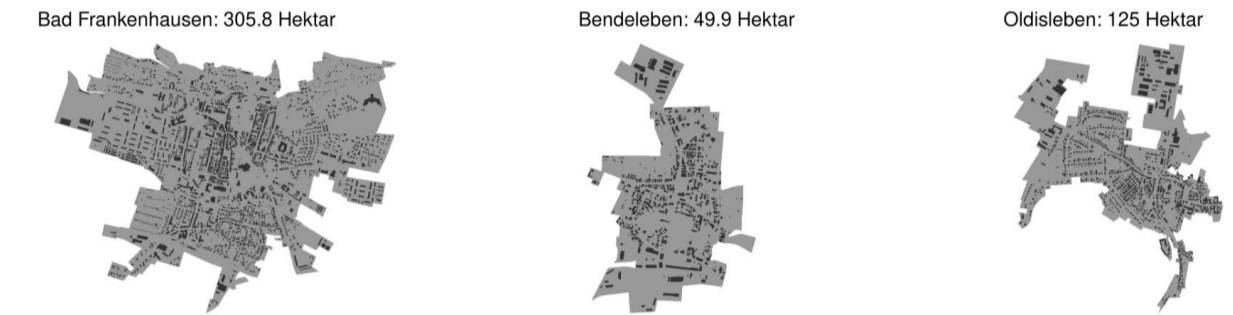 Bad Frankenhausen: 305.8 Hektar
Bendeleben: 49.9 Hektar
Oldisleben: 125 Hektar